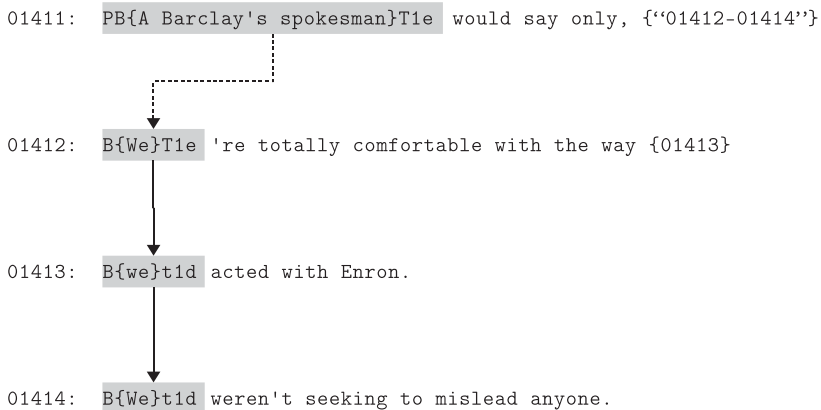 01411: PB{A Barclay's spokesman}T1e would say only, {“01412-01414”}
01412: B{We}T1e 're totally comfortable with the way {01413}
01413: B{we}t1d acted with Enron.
01414: B{We}t1d weren't seeking to mislead anyone.